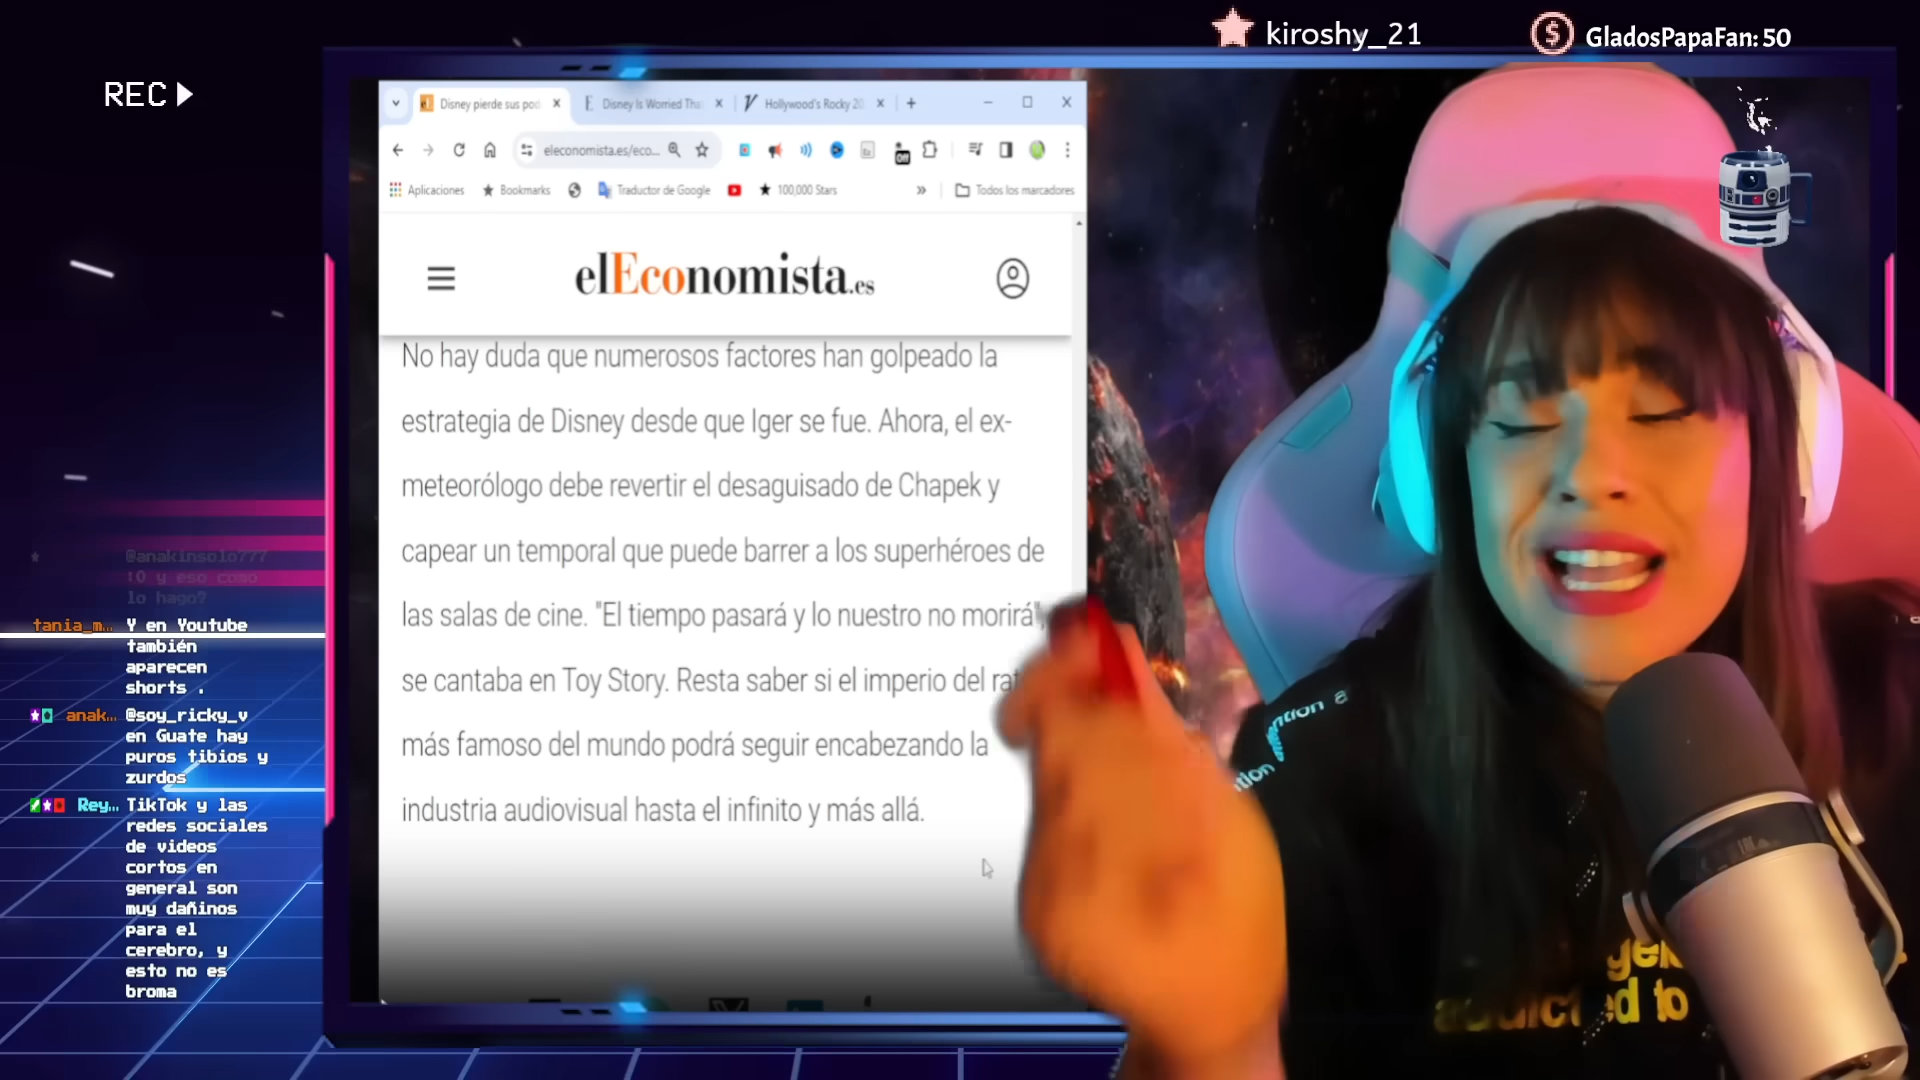 kiroshy_21
GladosPapaFan: 50
REC
Disney pierde sus pod
Disney Is Worried Tha
Hollywood's Rocky 20
eleconomista.es/eco...
Off
Aplicaciones
Bookmarks
Traductor de Google
100,000 Stars
»
Todos los marcadores
elEconomista.es
No hay duda que numerosos factores han golpeado la
estrategia de Disney desde que Iger se fue. Ahora, el ex-
meteorólogo debe revertir el desaguisado de Chapek y
capear un temporal que puede barrer a los superhéroes de
las salas de cine. "El tiempo pasará y lo nuestro no morirá",
se cantaba en Toy Story. Resta saber si el imperio del rat
más famoso del mundo podrá seguir encabezando la
industria audiovisual hasta el infinito y más allá.
@anakinsolo777
:O y eso como
lo hago?
tania_m... Y en Youtube
también
aparecen
shorts .
anak... @soy_ricky_v
en Guate hay
puros tibios y
zurdos
Rey... TikTok y las
redes sociales
de videos
cortos en
general son
muy dañinos
para el
cerebro, y
esto no es
broma
to